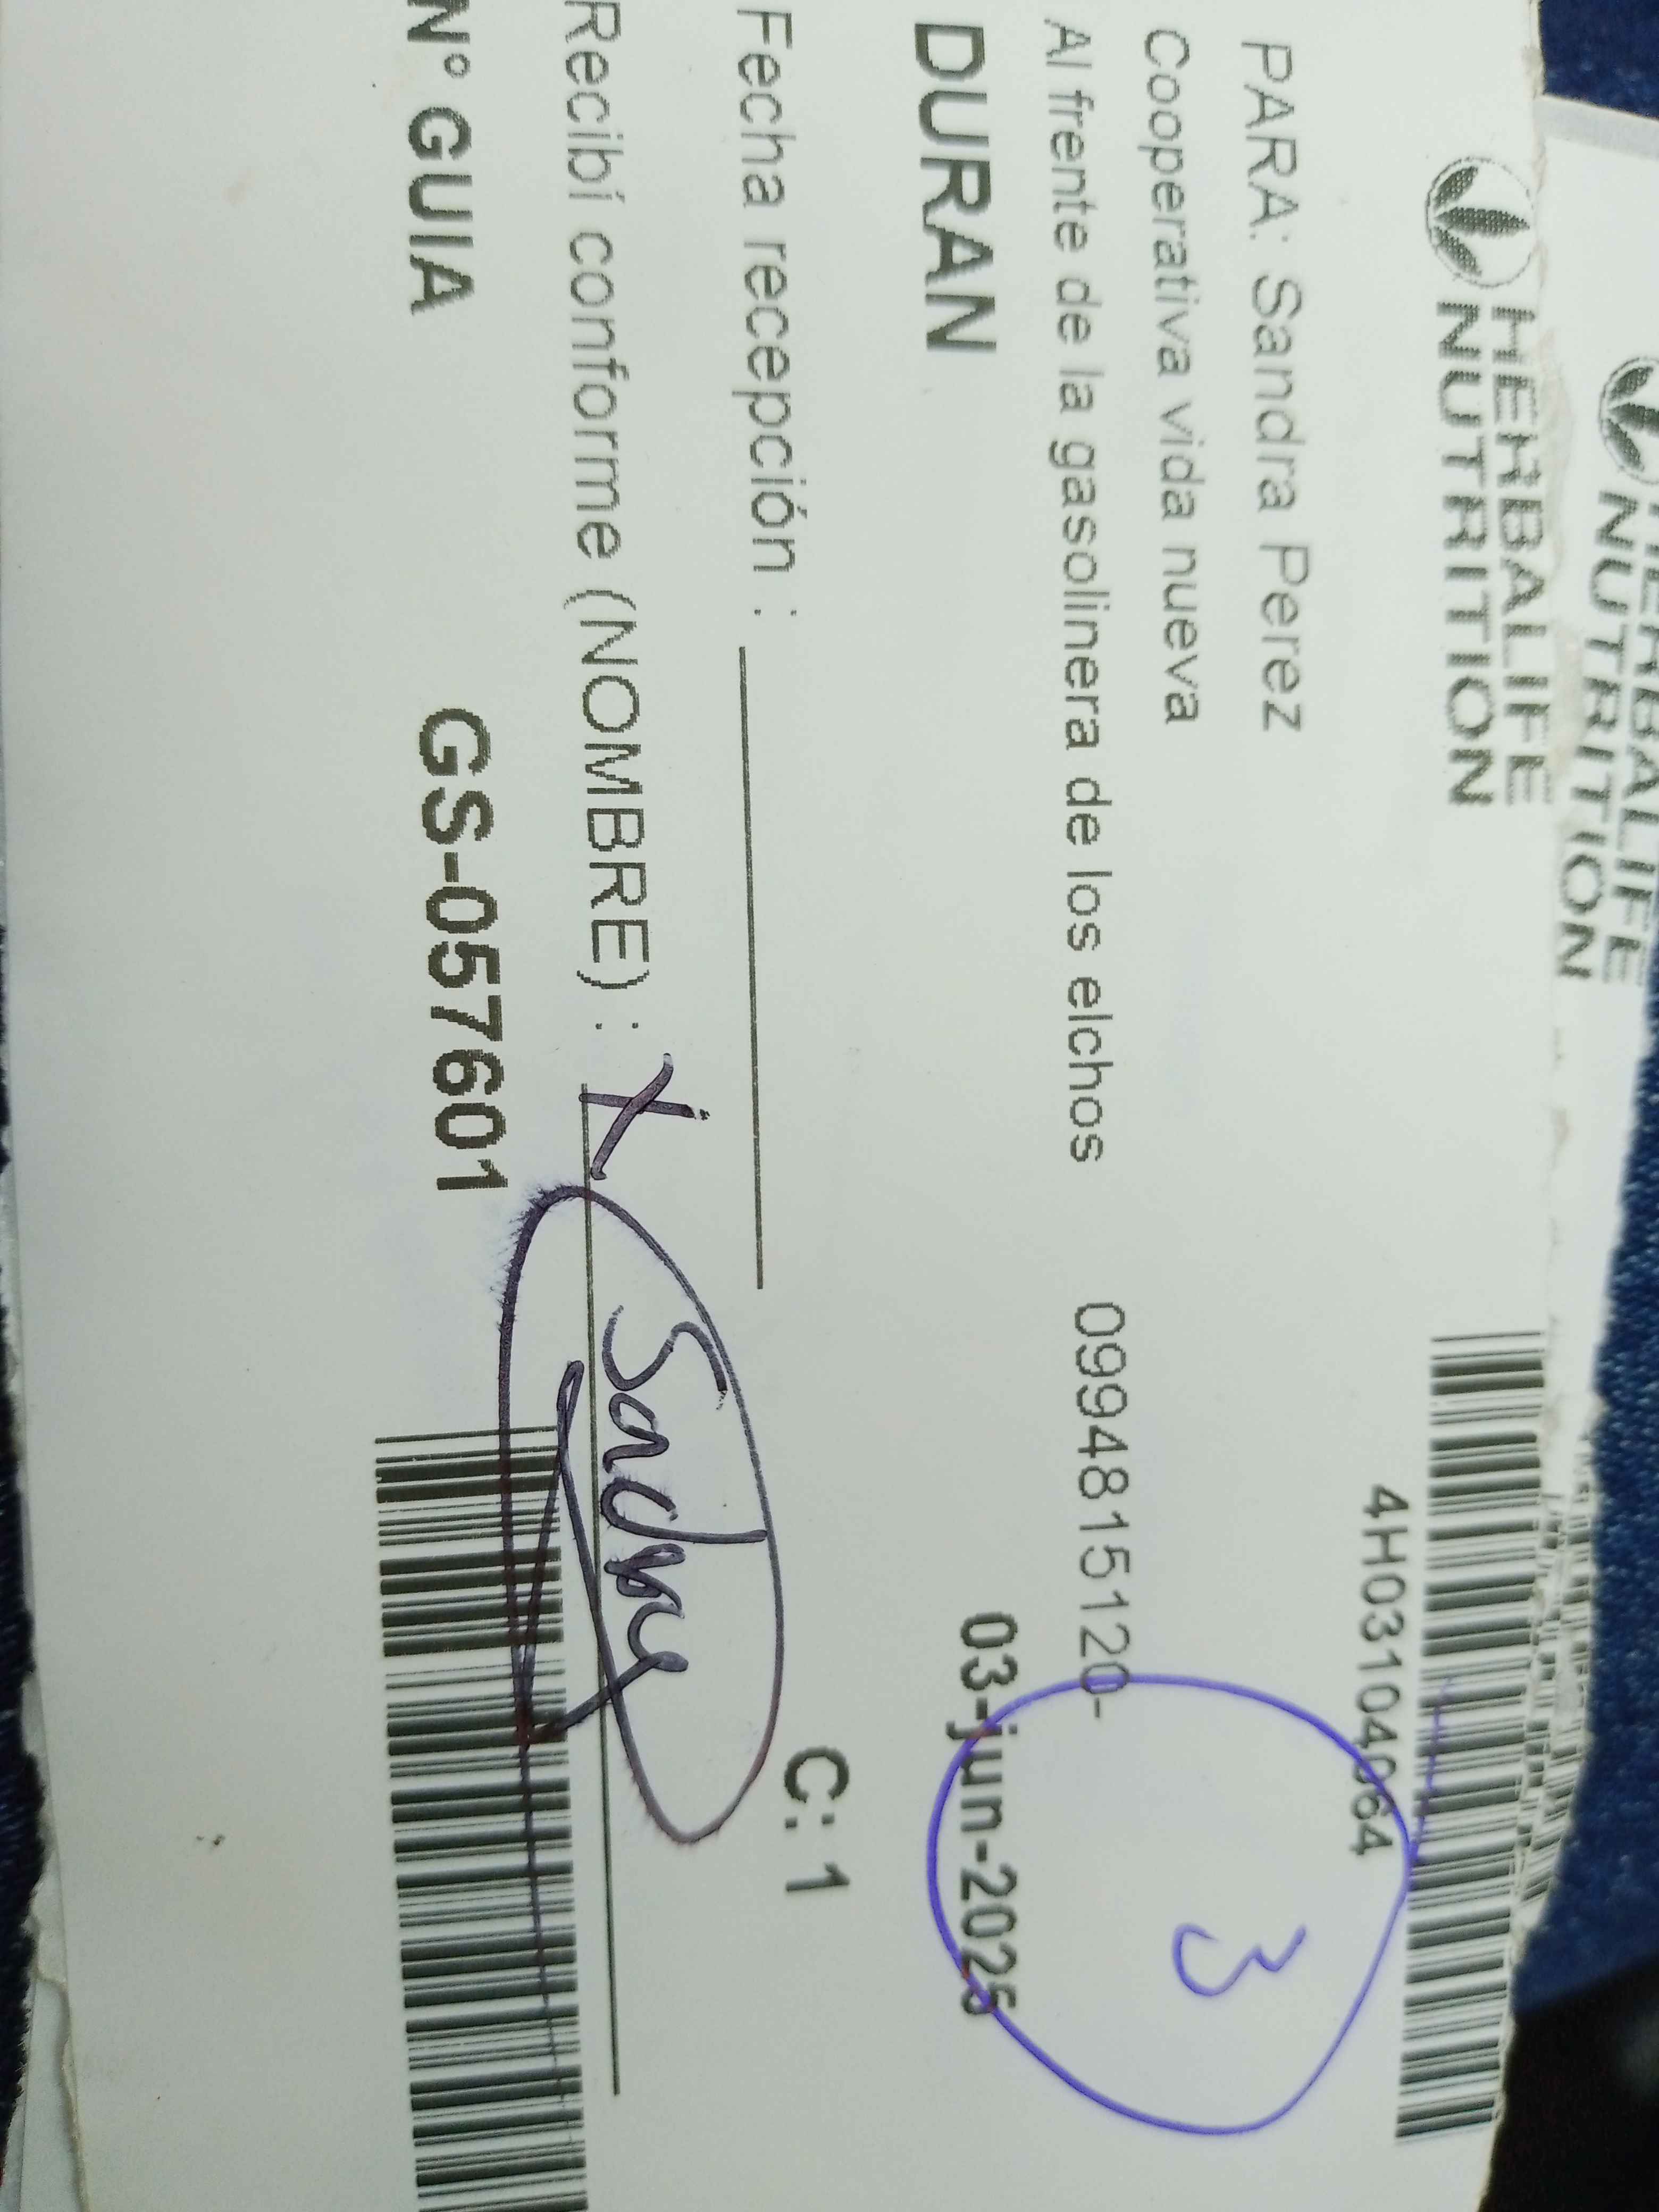 HERBALIFE
NUTRITION
HERBALIFE
NUTRITION
4H03104064
PARA: Sandra Perez
3
Cooperativa vida nueva
Al frente de la gasolinera de los elchos 0994815120-
DURAN 03-jun-2025
C: 1
Fecha recepción :
Recibí conforme (NOMBRE) : X
N° GUIA GS-057601